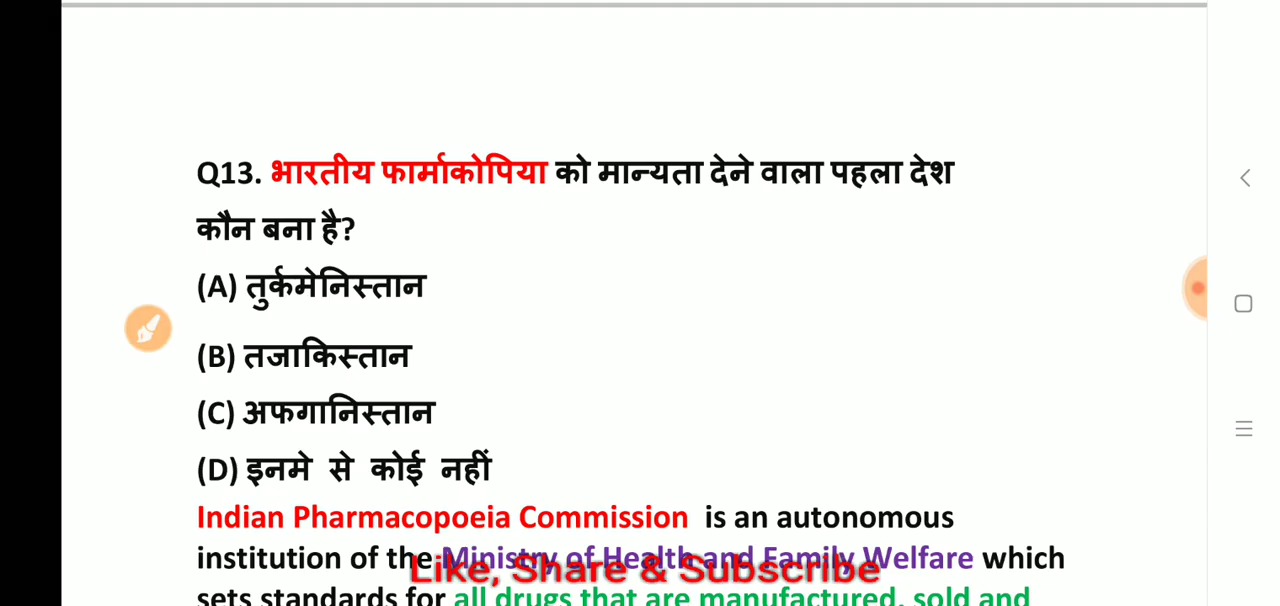 Q13. भारतीय फार्माकोपिया को मान्यता देने वाला पहला देश
कौन बना है?
(A) तुर्कमेनिस्तान
(B) तजाकिस्तान
(C) अफगानिस्तान
(D) इनमे से कोई नहीं
Indian Pharmacopoeia Commission is an autonomous
institution of the Ministry of Health and Family Welfare which
Like, Share & Subscribe
sets standards for all drugs that are manufactured, sold and